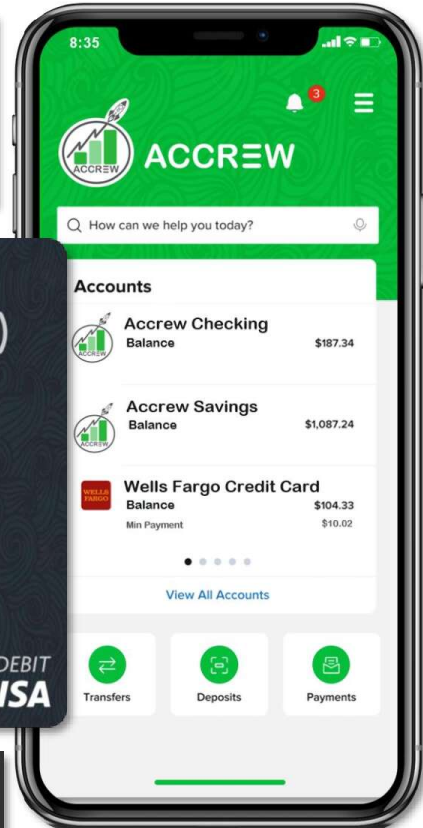 8:35
3
ACCREW
ACCRΞW
How can we help you today?
Accounts
Accrew Checking
Balance $187.34
ACCREW
Accrew Savings
Balance $1,087.24
ACCREW
WELLS FARGO
Wells Fargo Credit Card
Balance $104.33
Min Payment $10.02
View All Accounts
DEBIT
ISA
Transfers Deposits Payments